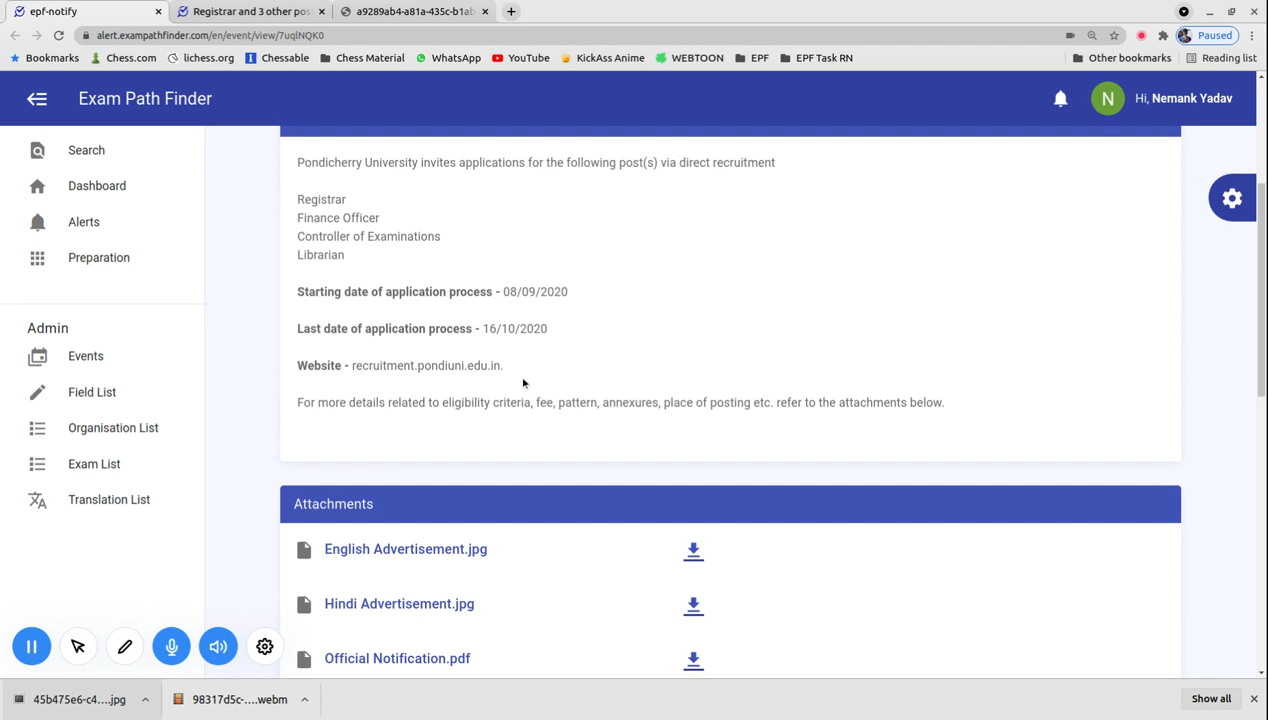 epf-notify
Registrar and 3 other pos
a9289ab4-a81a-435c-b1ab
alert.exampathfinder.com/en/event/view/7uqlNQK0
Paused
Bookmarks
Chess.com
lichess.org
Chessable
Chess Material
WhatsApp
YouTube
KickAss Anime
WEBTOON
EPF
EPF Task RN
Other bookmarks
Reading list
Exam Path Finder
N
Hi, Nemank Yadav
Search
Dashboard
Alerts
Preparation
Admin
Events
Field List
Organisation List
Exam List
Translation List
Pondicherry University invites applications for the following post(s) via direct recruitment
Registrar
Finance Officer
Controller of Examinations
Librarian
Starting date of application process - 08/09/2020
Last date of application process - 16/10/2020
Website - recruitment.pondiuni.edu.in.
For more details related to eligibility criteria, fee, pattern, annexures, place of posting etc. refer to the attachments below.
Attachments
English Advertisement.jpg
Hindi Advertisement.jpg
Official Notification.pdf
45b475e6-c4....jpg
98317d5c-....webm
Show all